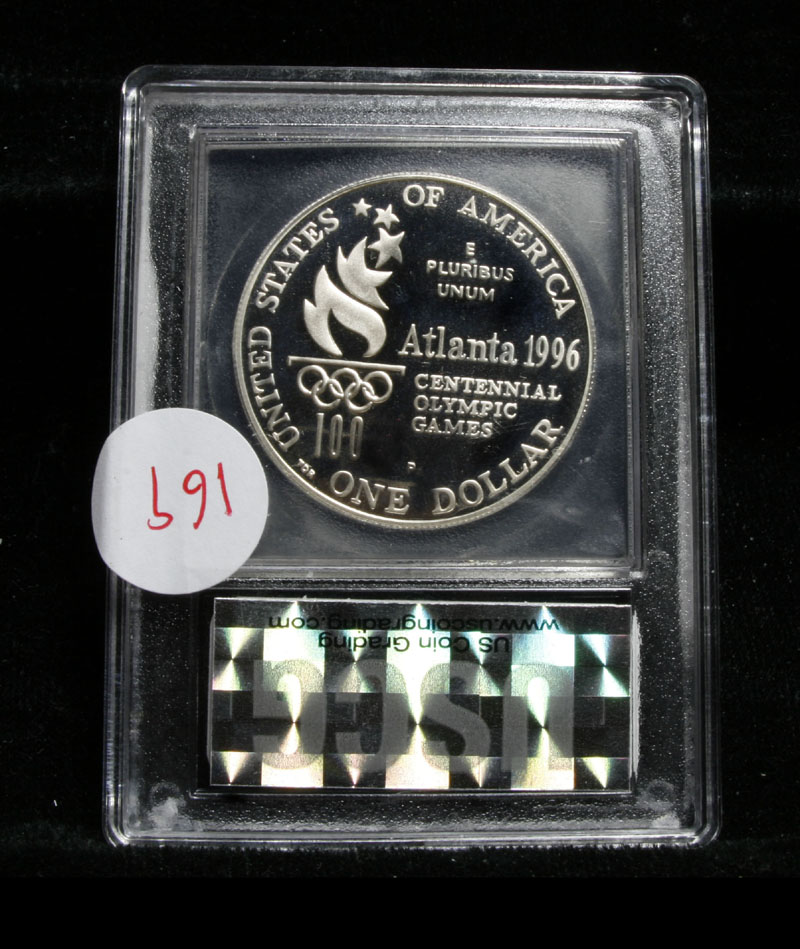 UNITED STATES OF AMERICA
E
PLURIBUS
UNUM
Atlanta 1996
CENTENNIAL
OLYMPIC
GAMES
100
P
ONE DOLLAR
169
USCG
US Coin Grading
www.uscoingrading.com